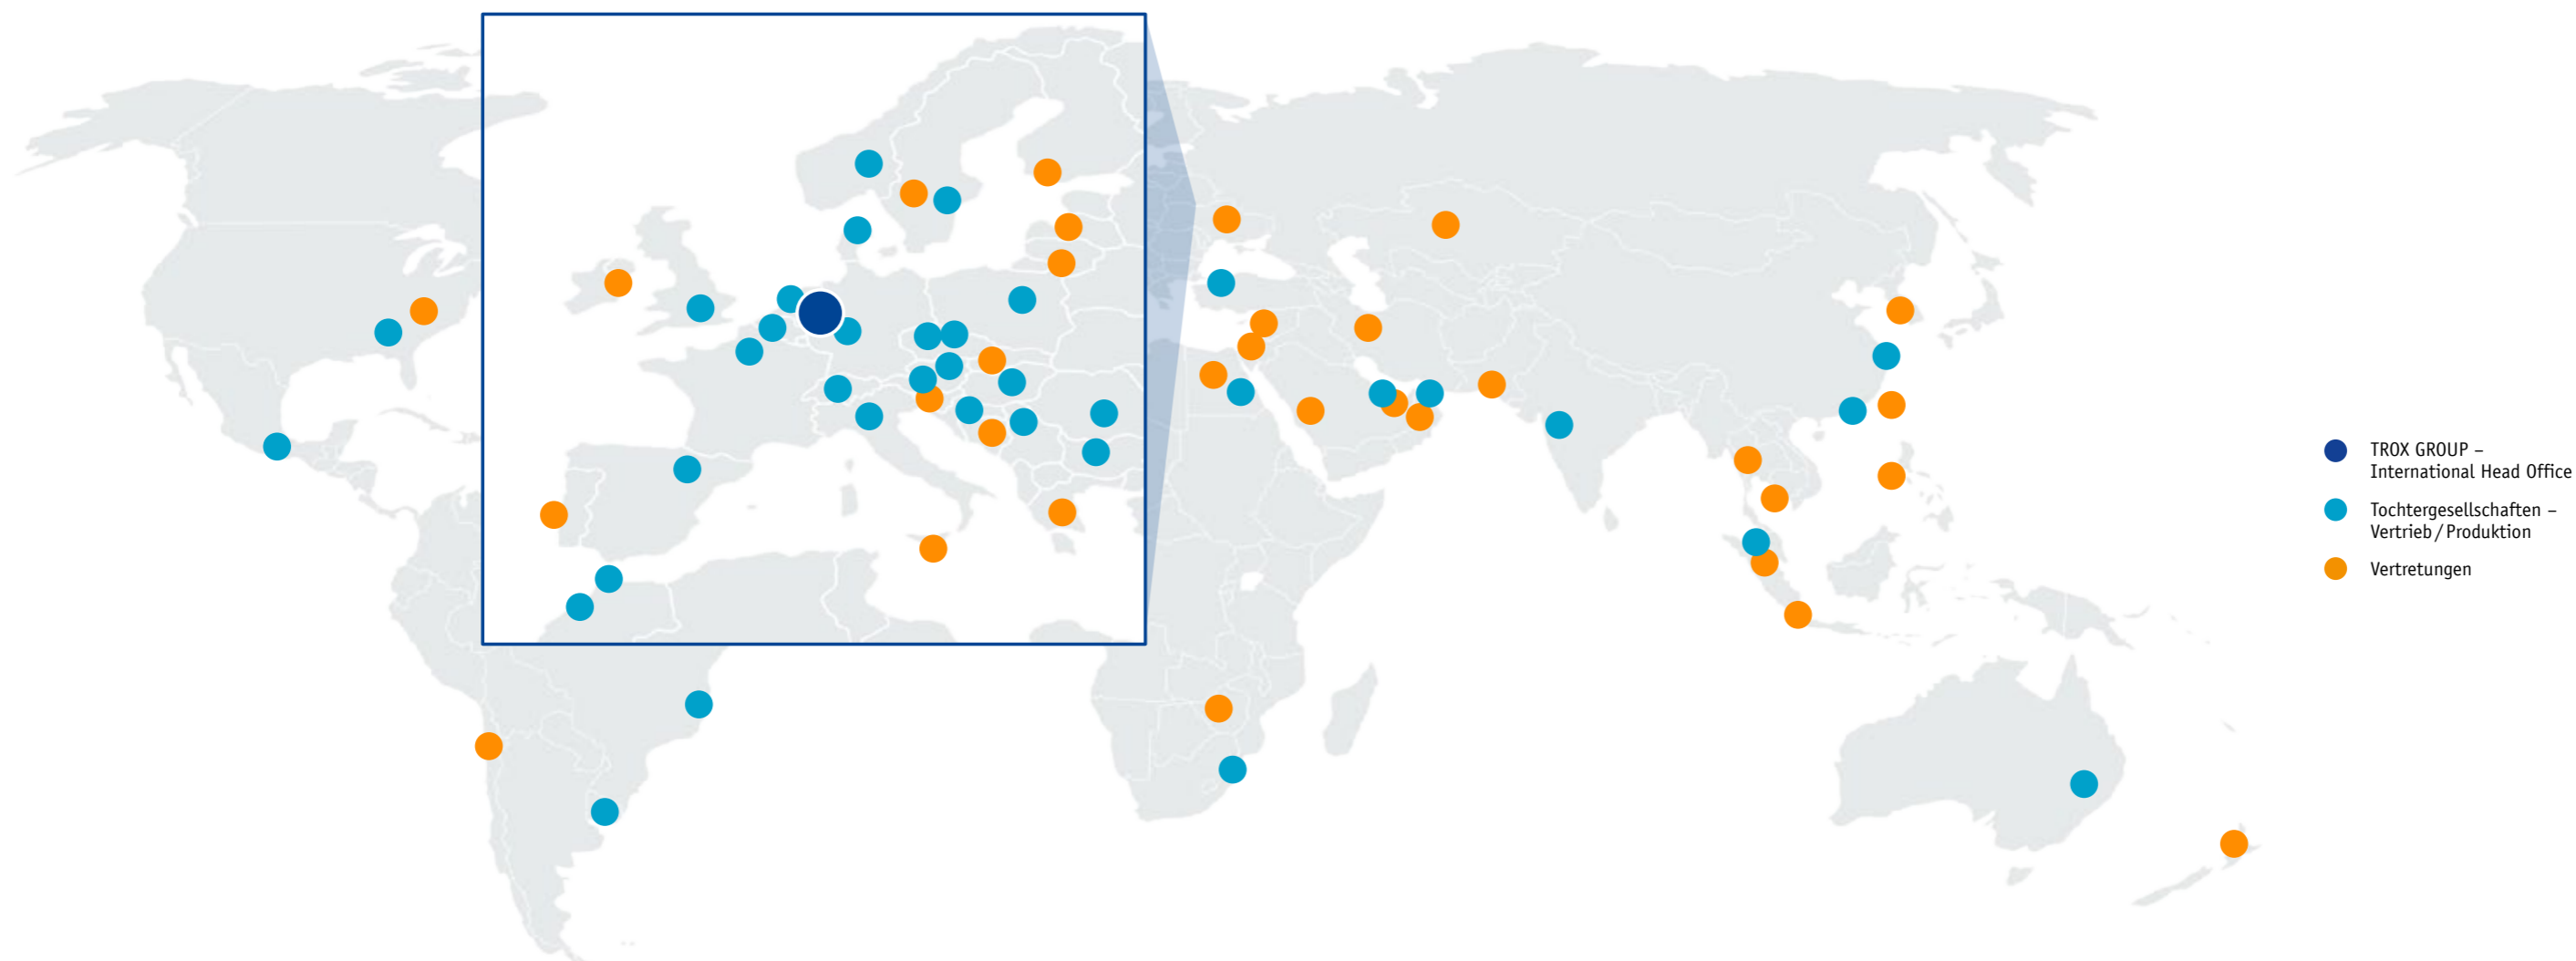 TROX GROUP –
International Head Office
Tochtergesellschaften –
Vertrieb/Produktion
Vertretungen